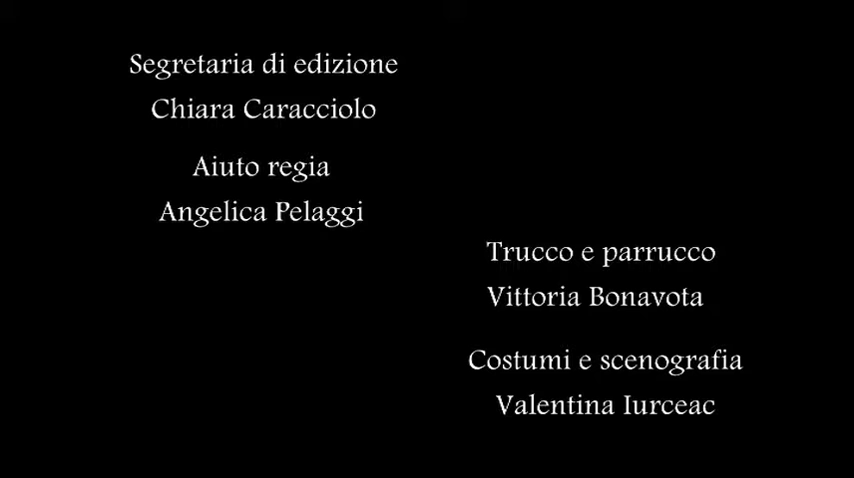 Segretaria di edizione
Chiara Caracciolo
Aiuto regia
Angelica Pelaggi
Trucco e parrucco
Vittoria Bonavota
Costumi e scenografia
Valentina Iurceac